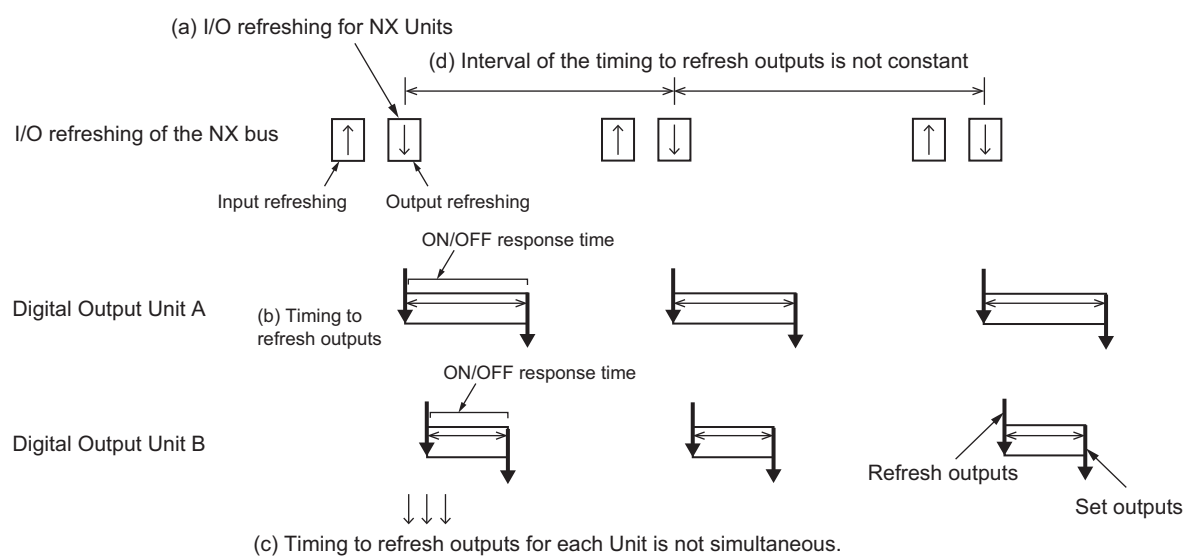 (a) I/O refreshing for NX Units
(d) Interval of the timing to refresh outputs is not constant
I/O refreshing of the NX bus
Input refreshing
Output refreshing
ON/OFF response time
Digital Output Unit A
(b) Timing to
refresh outputs
ON/OFF response time
Digital Output Unit B
Refresh outputs
Set outputs
(c) Timing to refresh outputs for each Unit is not simultaneous.